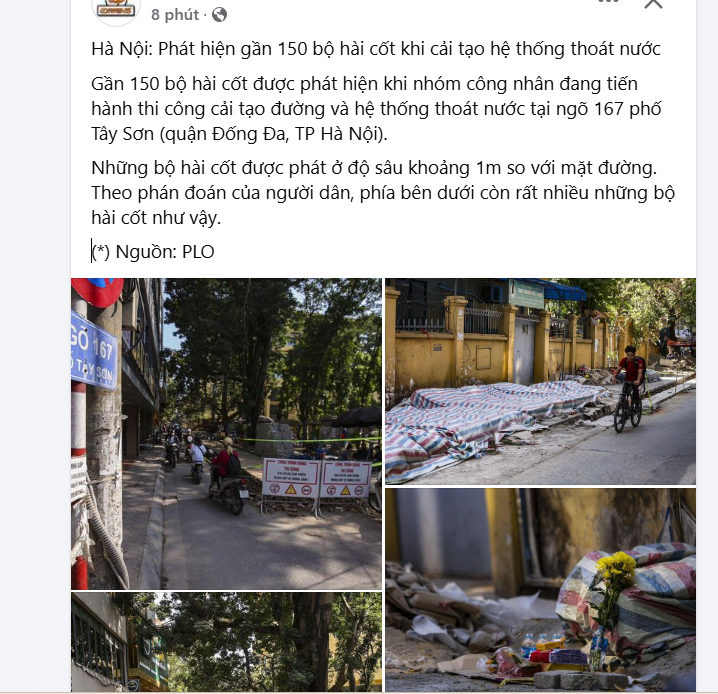 8 phút ·
Hà Nội: Phát hiện gần 150 bộ hài cốt khi cải tạo hệ thống thoát nước
Gần 150 bộ hài cốt được phát hiện khi nhóm công nhân đang tiến
hành thi công cải tạo đường và hệ thống thoát nước tại ngõ 167 phố
Tây Sơn (quận Đống Đa, TP Hà Nội).
Những bộ hài cốt được phát ở độ sâu khoảng 1m so với mặt đường.
Theo phán đoán của người dân, phía bên dưới còn rất nhiều những bộ
hài cốt như vậy.
(*) Nguồn: PLO
GÕ 167
TÂY SƠN
CÔNG TRÌNH ĐANG
THI CÔNG
CÔNG TRÌNH ĐANG
THI CÔNG